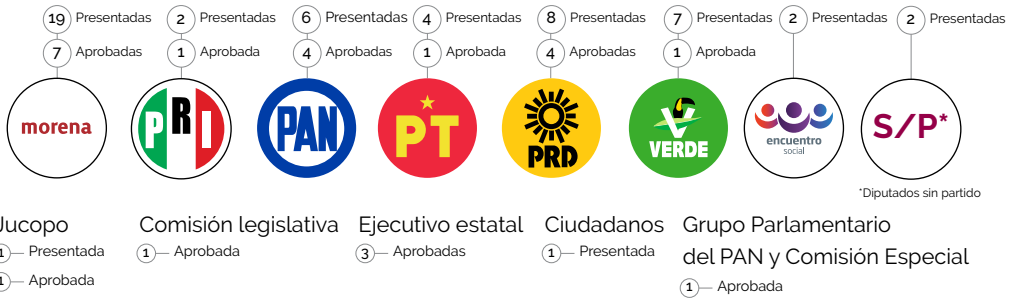 19 Presentadas 2 Presentadas 6 Presentadas 4 Presentadas 8 Presentadas 7 Presentadas 2 Presentadas 2 Presentadas
7 Aprobadas 1 Aprobada 4 Aprobadas 1 Aprobada 4 Aprobadas 1 Aprobada
morena PRI PAN PT PRD VERDE encuentro social S/P*
*Diputados sin partido
Jucopo
1 Presentada
1 Aprobada
Comisión legislativa
1 Aprobada
Ejecutivo estatal
3 Aprobadas
Ciudadanos
1 Presentada
Grupo Parlamentario
del PAN y Comisión Especial
1 Aprobada